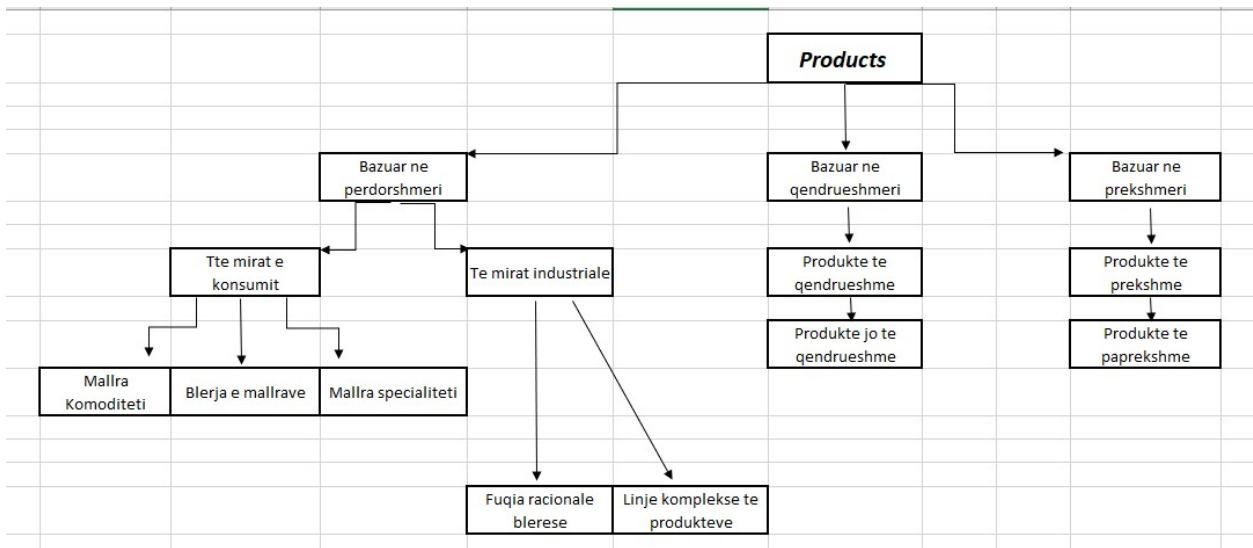 Products
Bazuar ne
perdorshmeri
Bazuar ne
qendrueshmeri
Bazuar ne
prekshmeri
Tte mirat e
konsumit
Te mirat industriale
Produkte te
qendrueshme
Produkte te
prekshme
Produkte jo te
qendrueshme
Produkte te
paprekshme
Mallra
Komoditeti
Blerja e mallrave
Mallra specialiteti
Fuqia racionale
blerese
Linje komplekse te
produkteve